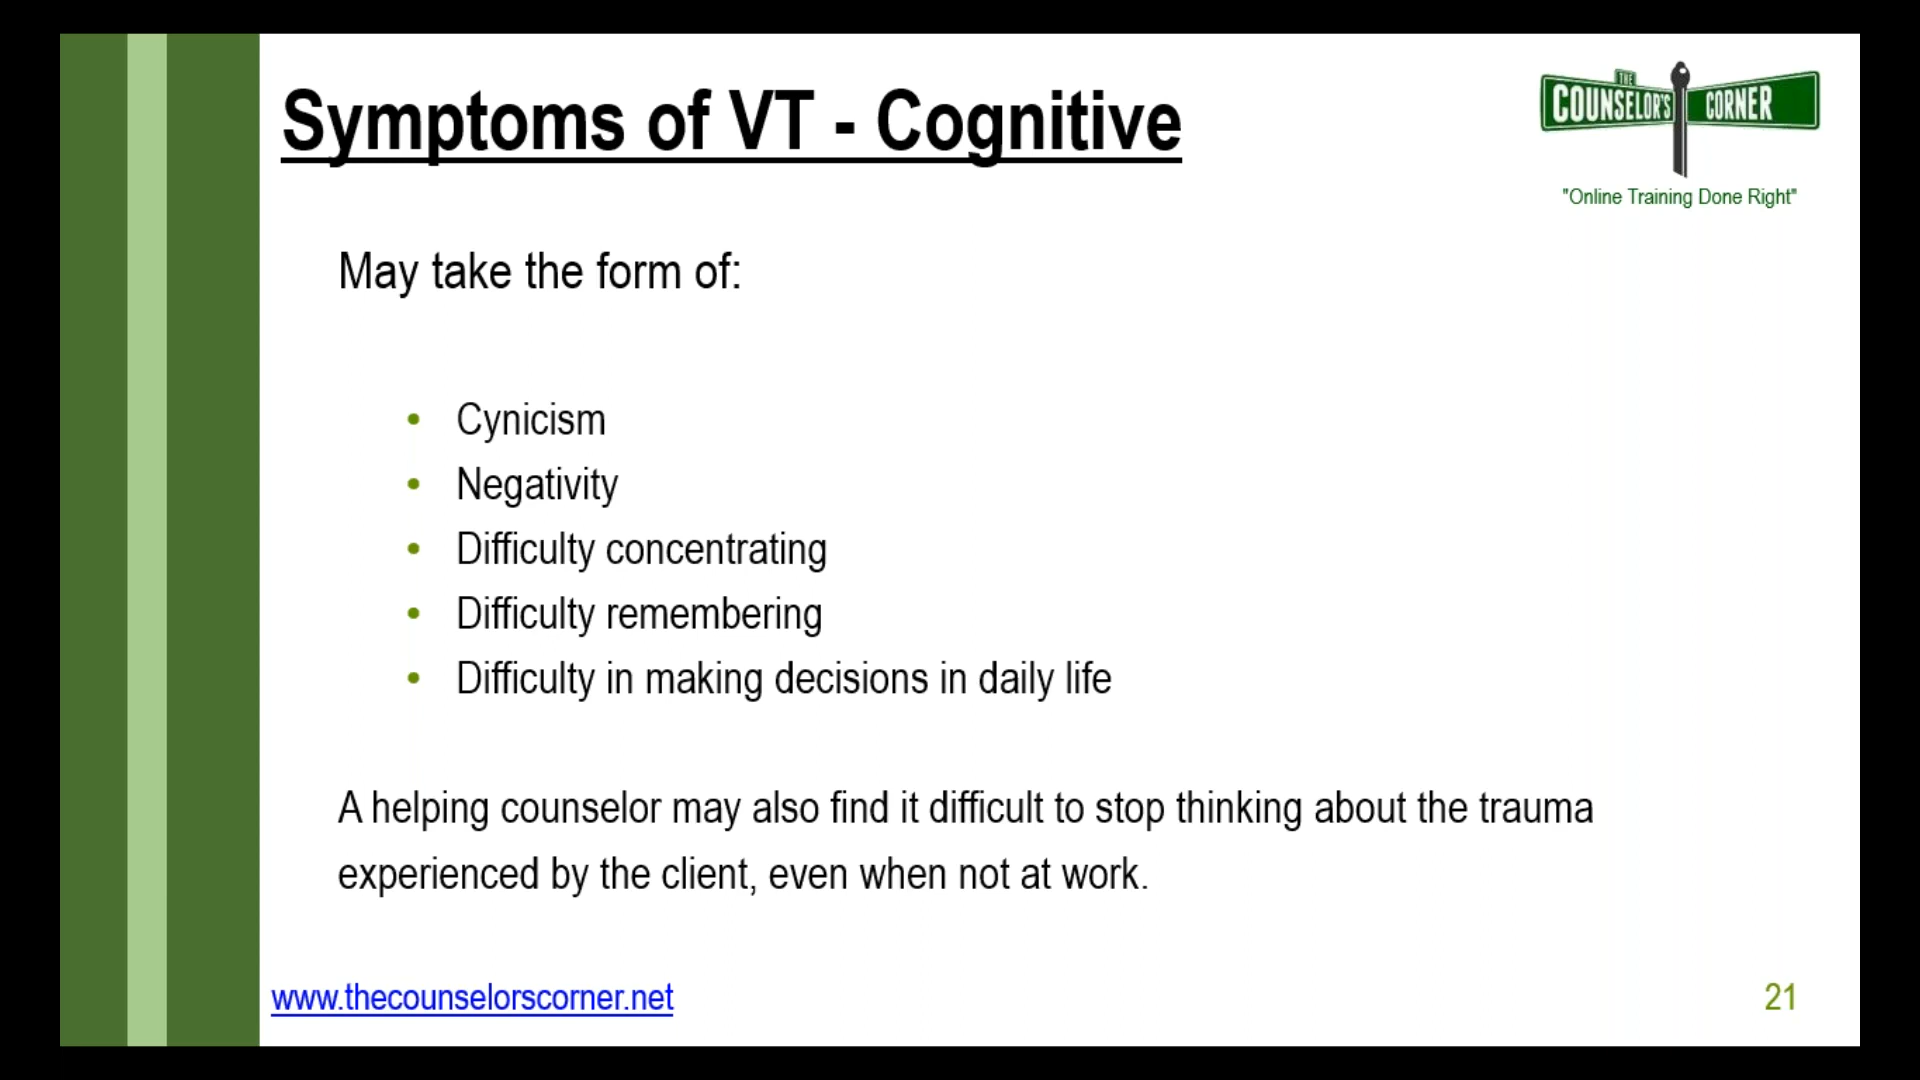 Symptoms of VT - Cognitive
THE
COUNSELOR'S CORNER
"Online Training Done Right"
May take the form of:
• Cynicism
• Negativity
• Difficulty concentrating
• Difficulty remembering
• Difficulty in making decisions in daily life
A helping counselor may also find it difficult to stop thinking about the trauma
experienced by the client, even when not at work.
www.thecounselorscorner.net
21